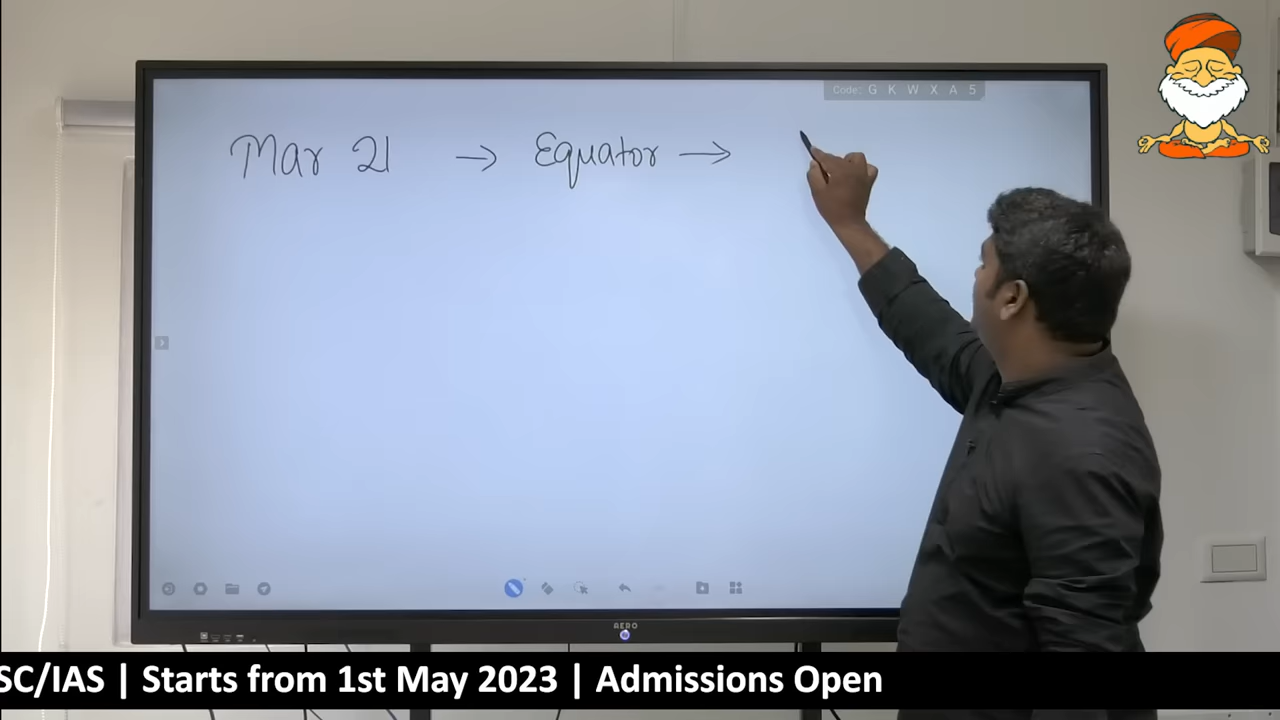 Code: G K W X A 5
Mar 21 → Equator →
AERO
SC/IAS | Starts from 1st May 2023 | Admissions Open